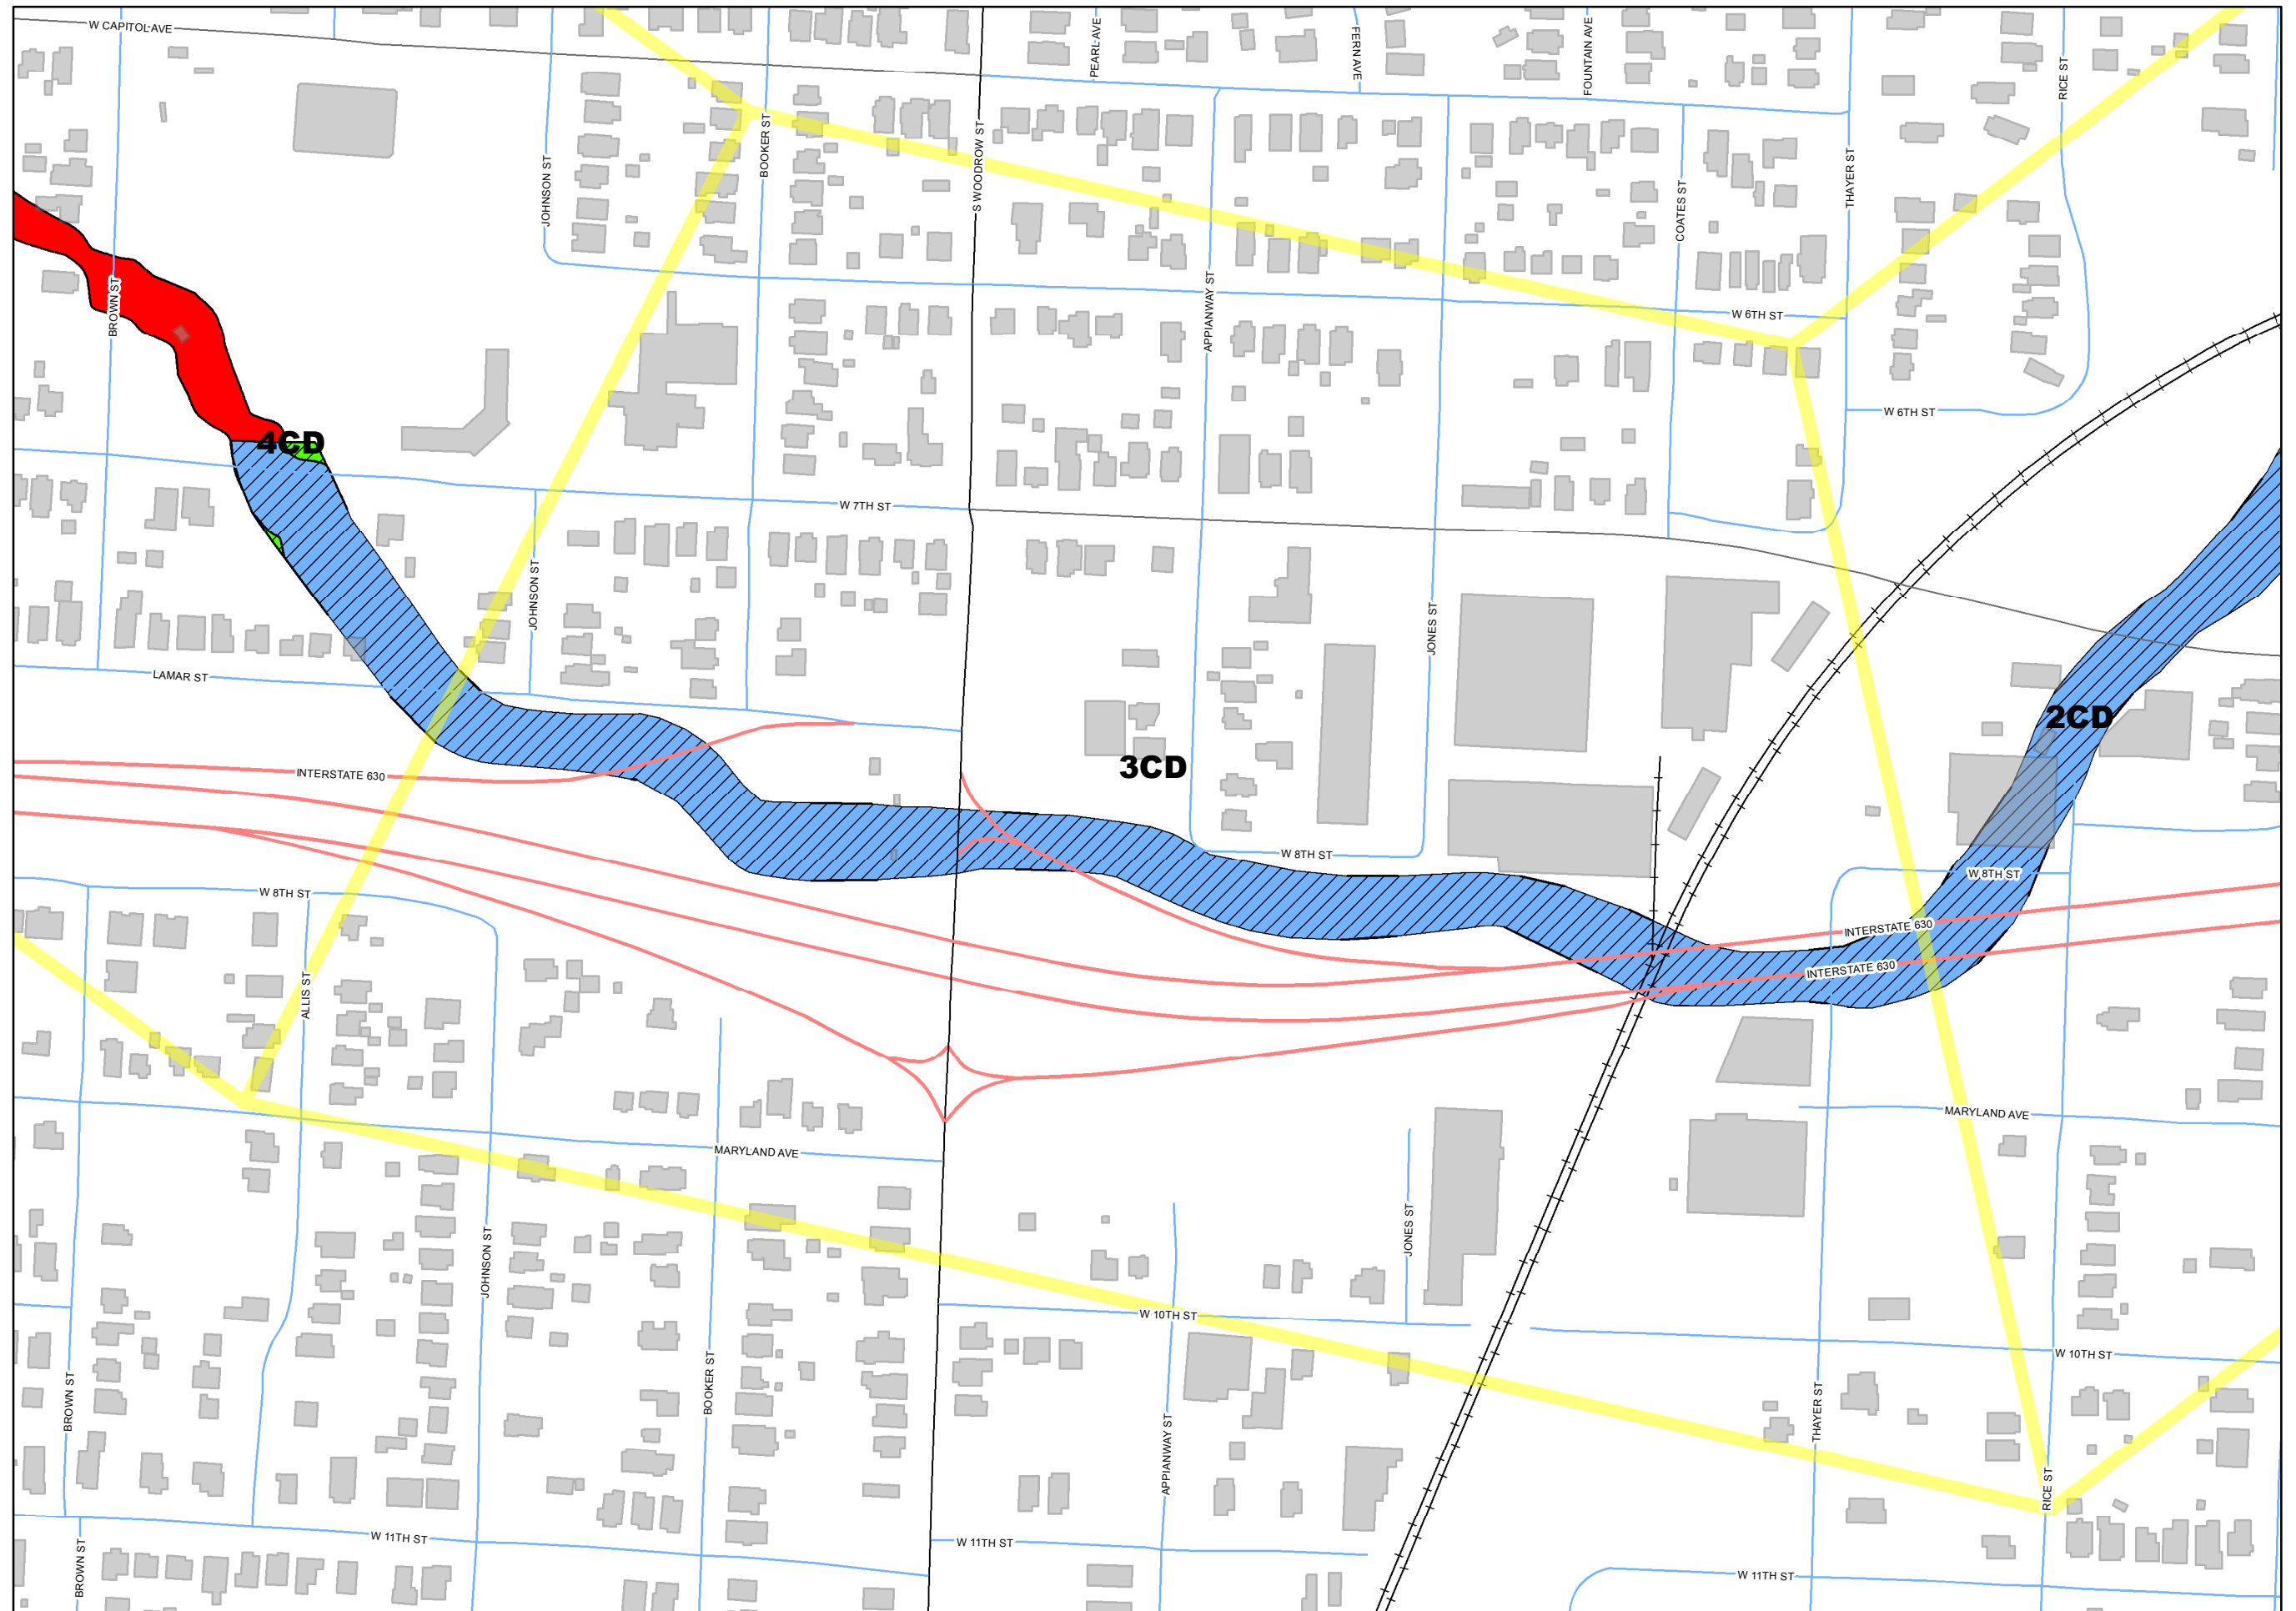 W CAPITOL AVE
PEARL AVE
FERN AVE
FOUNTAIN AVE
RICE ST
BOOKER ST
JOHNSON ST
S WOODROW ST
THAYER ST
COATES ST
BROWN ST
APPIANWAY ST
W 6TH ST
W 6TH ST
4CD
W 7TH ST
JOHNSON ST
JONES ST
LAMAR ST
2CD
3CD
INTERSTATE 630
W 8TH ST
W 8TH ST
W 8TH ST
INTERSTATE 630
INTERSTATE 630
ALLIS ST
MARYLAND AVE
MARYLAND AVE
JONES ST
JOHNSON ST
W 10TH ST
W 10TH ST
BROWN ST
BOOKER ST
THAYER ST
APPIANWAY ST
RICE ST
W 11TH ST
W 11TH ST
BROWN ST
W 11TH ST